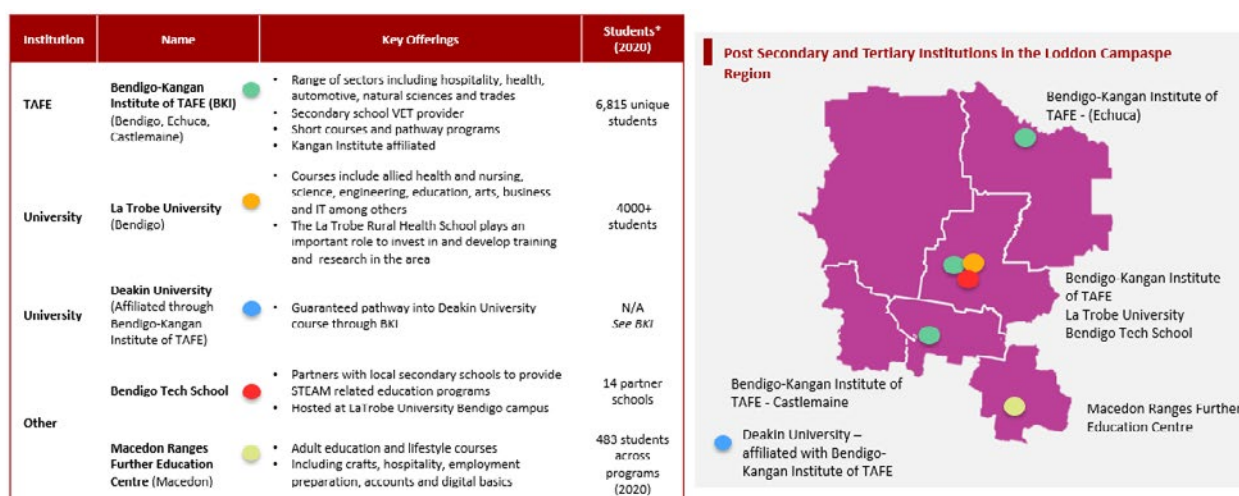 Institution
Name
Key Offerings
Students*
(2020)
TAFE
Bendigo-Kangan
Institute of TAFE (BKI)
(Bendigo, Echuca,
Castlemaine)
• Range of sectors including hospitality, health,
automotive, natural sciences and trades
• Secondary school VET provider
• Short courses and pathway programs
• Kangan Institute affiliated
6,815 unique
students
University
La Trobe University
(Bendigo)
• Courses include allied health and nursing,
science, engineering, education, arts, business
and IT among others
• The La Trobe Rural Health School plays an
important role to invest in and develop training
and research in the area
4000+
students
University
Deakin University
(Affiliated through
Bendigo-Kangan
Institute of TAFE)
• Guaranteed pathway into Deakin University
course through BKI
N/A
See BKI
Other
Bendigo Tech School
• Partners with local secondary schools to provide
STEAM related education programs
• Hosted at LaTrobe University Bendigo campus
14 partner
schools
Macedon Ranges
Further Education
Centre (Macedon)
• Adult education and lifestyle courses
• Including crafts, hospitality, employment
preparation, accounts and digital basics
483 students
across
programs
(2020)
Post Secondary and Tertiary Institutions in the Loddon Campaspe
Region
Bendigo-Kangan Institute of
TAFE - (Echuca)
Bendigo-Kangan Institute
of TAFE
La Trobe University
Bendigo Tech School
Bendigo-Kangan Institute of
TAFE - Castlemaine
Macedon Ranges Further
Education Centre
Deakin University –
affiliated with Bendigo-
Kangan Institute of TAFE